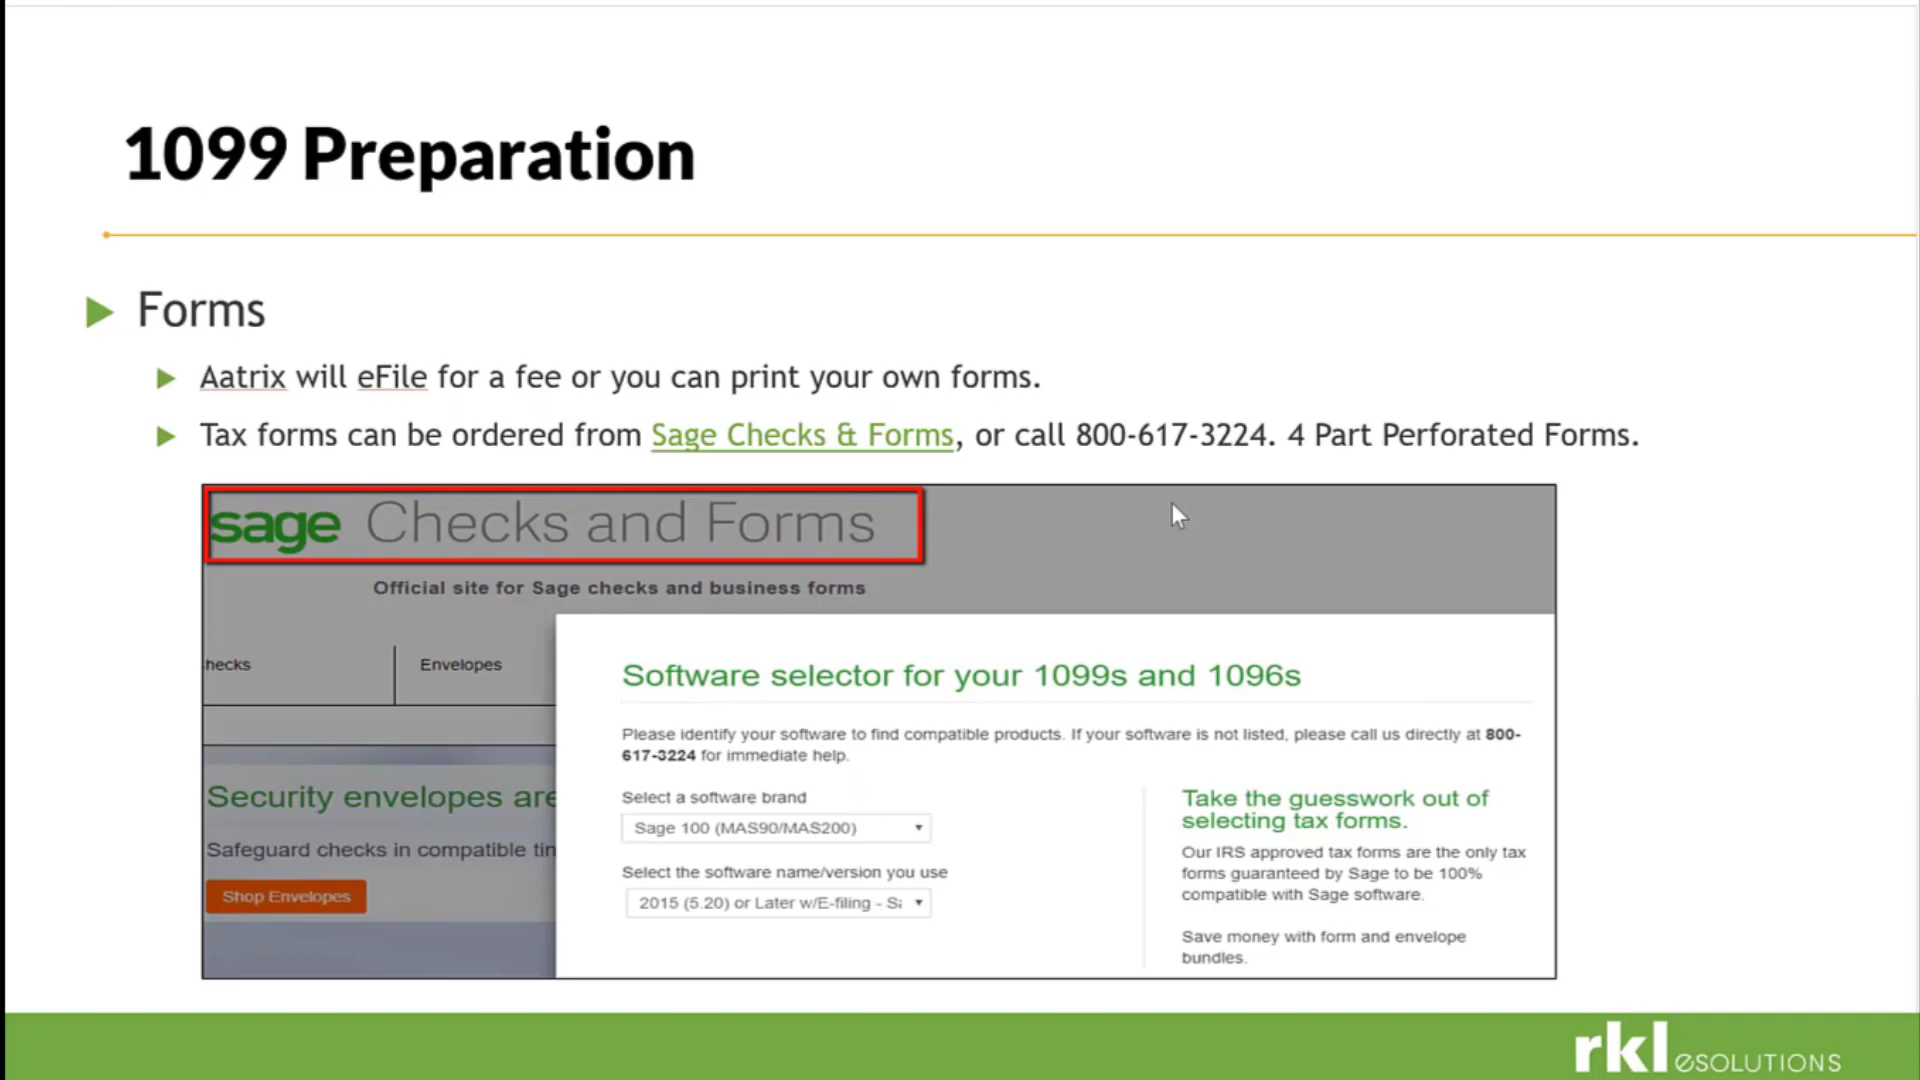 1099 Preparation
Forms
Aatrix will eFile for a fee or you can print your own forms.
Tax forms can be ordered from Sage Checks & Forms, or call 800-617-3224. 4 Part Perforated Forms.
sage Checks and Forms
Official site for Sage checks and business forms
hecks
Envelopes
Software selector for your 1099s and 1096s
Please identify your software to find compatible products. If your software is not listed, please call us directly at 800-
617-3224 for immediate help.
Security envelopes are
Safeguard checks in compatible tin
Shop Envelopes
Select a software brand
Sage 100 (MAS90/MAS200)
Select the software name/version you use
2015 (5.20) or Later w/E-filing - Sa
Take the guesswork out of
selecting tax forms.
Our IRS approved tax forms are the only tax
forms guaranteed by Sage to be 100%
compatible with Sage software.
Save money with form and envelope
bundles.
rkl eSOLUTIONS